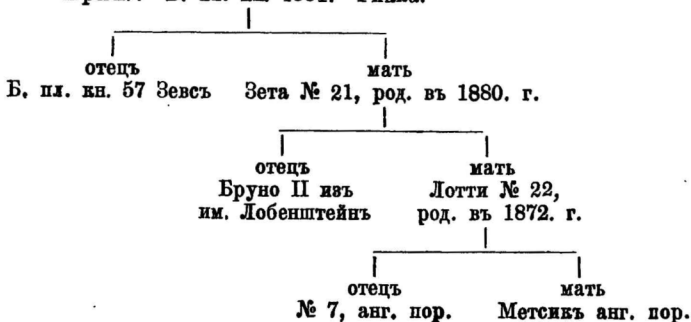 отецъ мать
Б. пл. кн. 57 Зевсъ Зета № 21, род. въ 1880. г.
отецъ мать
Бруно II изъ Лотти № 22,
им. Лобенштейнъ род. въ 1872. г.
отецъ мать
№ 7, анг. пор. Метсикъ анг. пор.